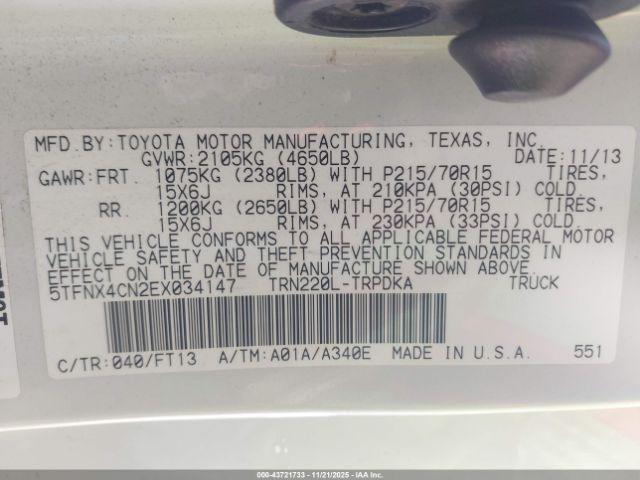 MFD.BY:TOYOTA MOTOR MANUFACTURING, TEXAS, INC.
GVWR:2105KG (4650LB) DATE:11/13
GAWR:FRT. 1075KG (2380LB) WITH P215/70R15 TIRES,
15X6J RIMS, AT 210KPA (30PSI) COLD.
RR. 1200KG (2650LB) WITH P215/70R15 TIRES,
15X6J RIMS, AT 230KPA (33PSI) COLD.
THIS VEHICLE CONFORMS TO ALL APPLICABLE FEDERAL MOTOR
VEHICLE SAFETY AND THEFT PREVENTION STANDARDS IN
EFFECT ON THE DATE OF MANUFACTURE SHOWN ABOVE.
5TFNX4CN2EX034147 TRN220L-TRPDKA TRUCK
C/TR:040/FT13 A/TM:A01A/A340E MADE IN U.S.A. 551
000-43721733 - 11/21/2025 - IAA Corp.